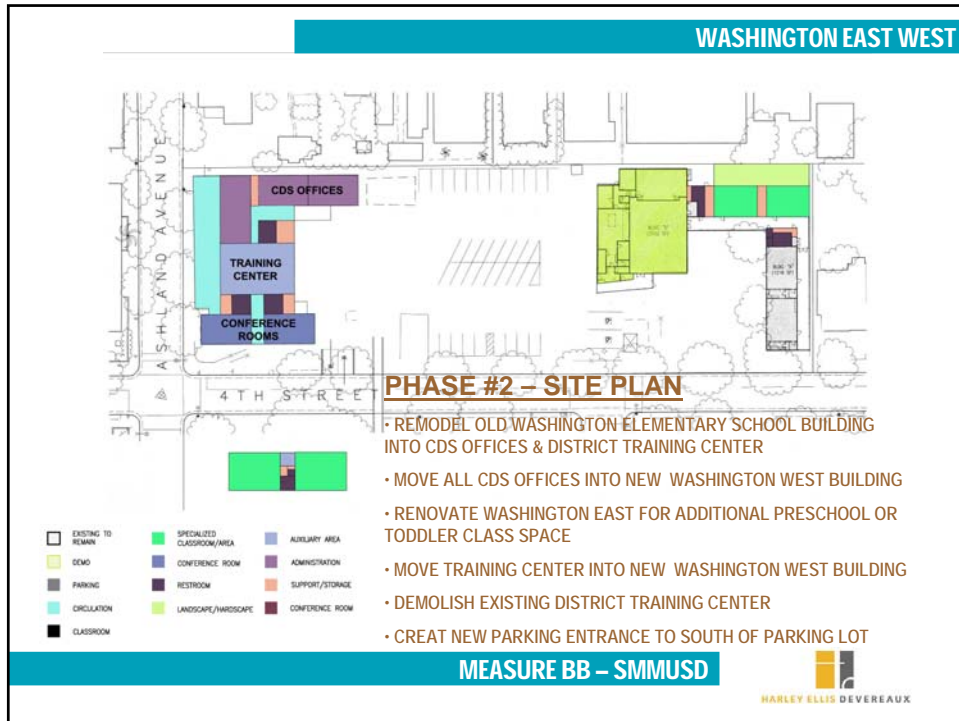 WASHINGTON EAST WEST
ASHLAND AVENUE
CDS OFFICES
TRAINING
CENTER
CONFERENCE
ROOMS
4TH STREET
PHASE #2 – SITE PLAN
• REMODEL OLD WASHINGTON ELEMENTARY SCHOOL BUILDING
INTO CDS OFFICES & DISTRICT TRAINING CENTER
• MOVE ALL CDS OFFICES INTO NEW WASHINGTON WEST BUILDING
• RENOVATE WASHINGTON EAST FOR ADDITIONAL PRESCHOOL OR
TODDLER CLASS SPACE
• MOVE TRAINING CENTER INTO NEW WASHINGTON WEST BUILDING
• DEMOLISH EXISTING DISTRICT TRAINING CENTER
• CREAT NEW PARKING ENTRANCE TO SOUTH OF PARKING LOT
EXISTING TO
REMAIN
DEMO
PARKING
CIRCULATION
CLASSROOM
SPECIALIZED
CLASSROOM/AREA
CONFERENCE ROOM
RESTROOM
LANDSCAPE/HARDSCAPE
AUXILIARY AREA
ADMINISTRATION
SUPPORT/STORAGE
CONFERENCE ROOM
MEASURE BB – SMMUSD
HARLEY ELLIS DEVEREAUX